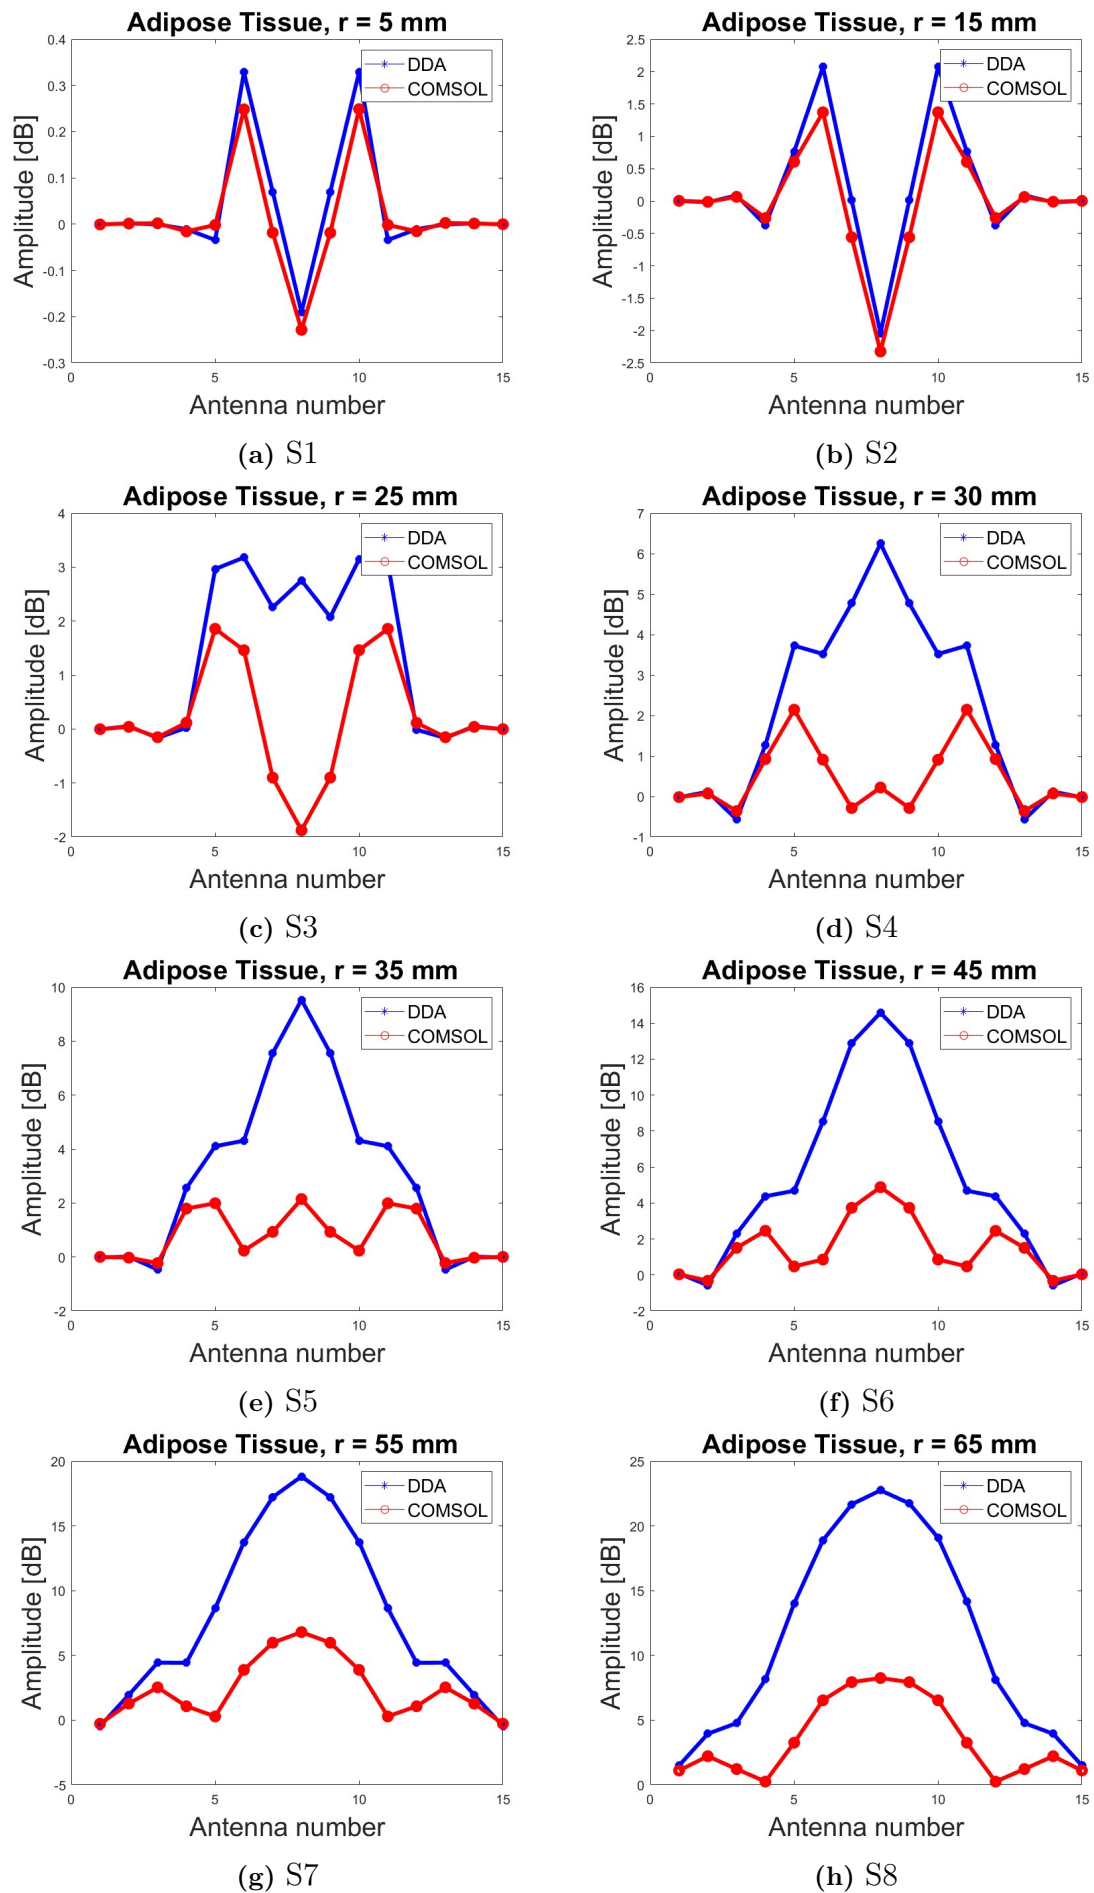 Adipose Tissue, r = 5 mm
0.4
0.3
0.2
0.1
0
-0.1
-0.2
-0.3
Amplitude [dB]
DDA
COMSOL
0 5 10 15
Antenna number
(a) S1
Adipose Tissue, r = 15 mm
2.5
2
1.5
1
0.5
0
-0.5
-1
-1.5
-2
-2.5
Amplitude [dB]
DDA
COMSOL
0 5 10 15
Antenna number
(b) S2
Adipose Tissue, r = 25 mm
4
3
2
1
0
-1
-2
Amplitude [dB]
DDA
COMSOL
0 5 10 15
Antenna number
(c) S3
Adipose Tissue, r = 30 mm
7
6
5
4
3
2
1
0
-1
Amplitude [dB]
DDA
COMSOL
0 5 10 15
Antenna number
(d) S4
Adipose Tissue, r = 35 mm
10
8
6
4
2
0
-2
Amplitude [dB]
DDA
COMSOL
0 5 10 15
Antenna number
(e) S5
Adipose Tissue, r = 45 mm
16
14
12
10
8
6
4
2
0
-2
Amplitude [dB]
DDA
COMSOL
0 5 10 15
Antenna number
(f) S6
Adipose Tissue, r = 55 mm
20
15
10
5
0
-5
Amplitude [dB]
DDA
COMSOL
0 5 10 15
Antenna number
(g) S7
Adipose Tissue, r = 65 mm
25
20
15
10
5
0
Amplitude [dB]
DDA
COMSOL
0 5 10 15
Antenna number
(h) S8